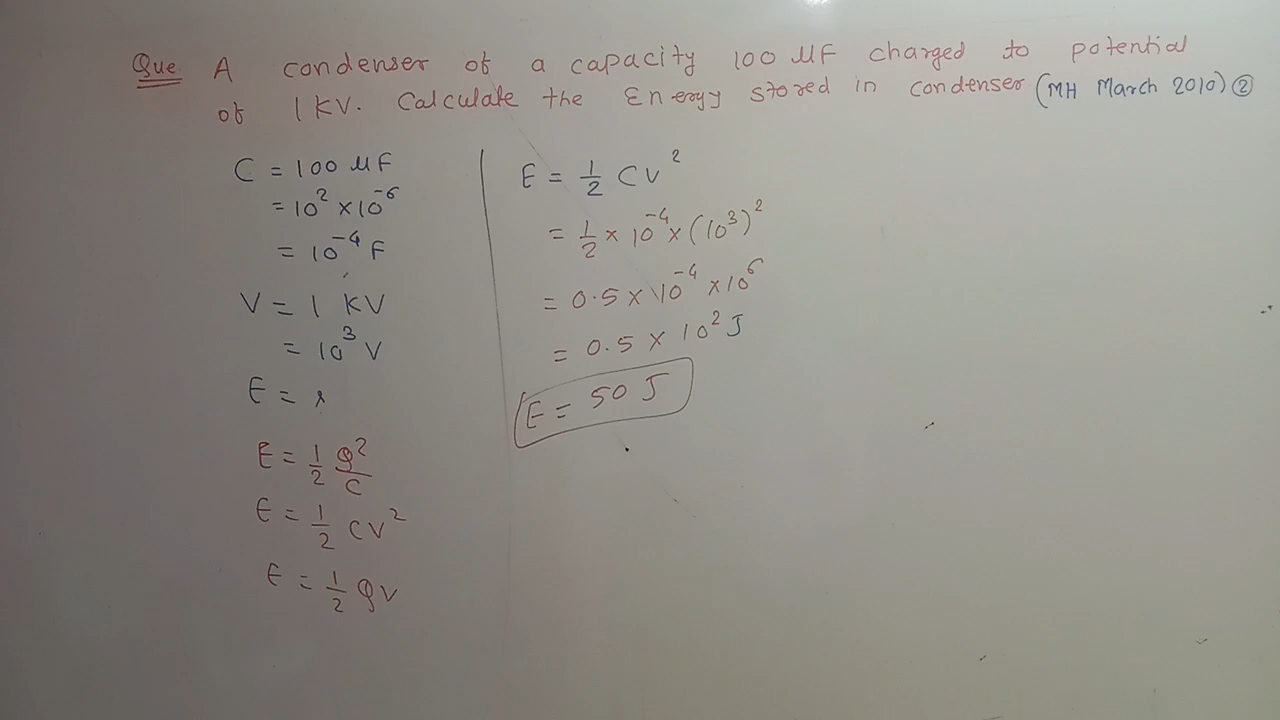 Que A condenser of a capacity 100 μF charged to potential
of 1 KV. Calculate the Energy stored in condenser (MH March 2010) ②
C = 100 μF
= 10² × 10⁻⁶
= 10⁻⁴ F
V = 1 KV
= 10³ V
E =
E = 1/2 Q²/C
E = 1/2 CV²
E = 1/2 QV
E = 1/2 CV²
= 1/2 × 10⁻⁴ × (10³)²
= 0.5 × 10⁻⁴ × 10⁶
= 0.5 × 10² J
E = 50 J